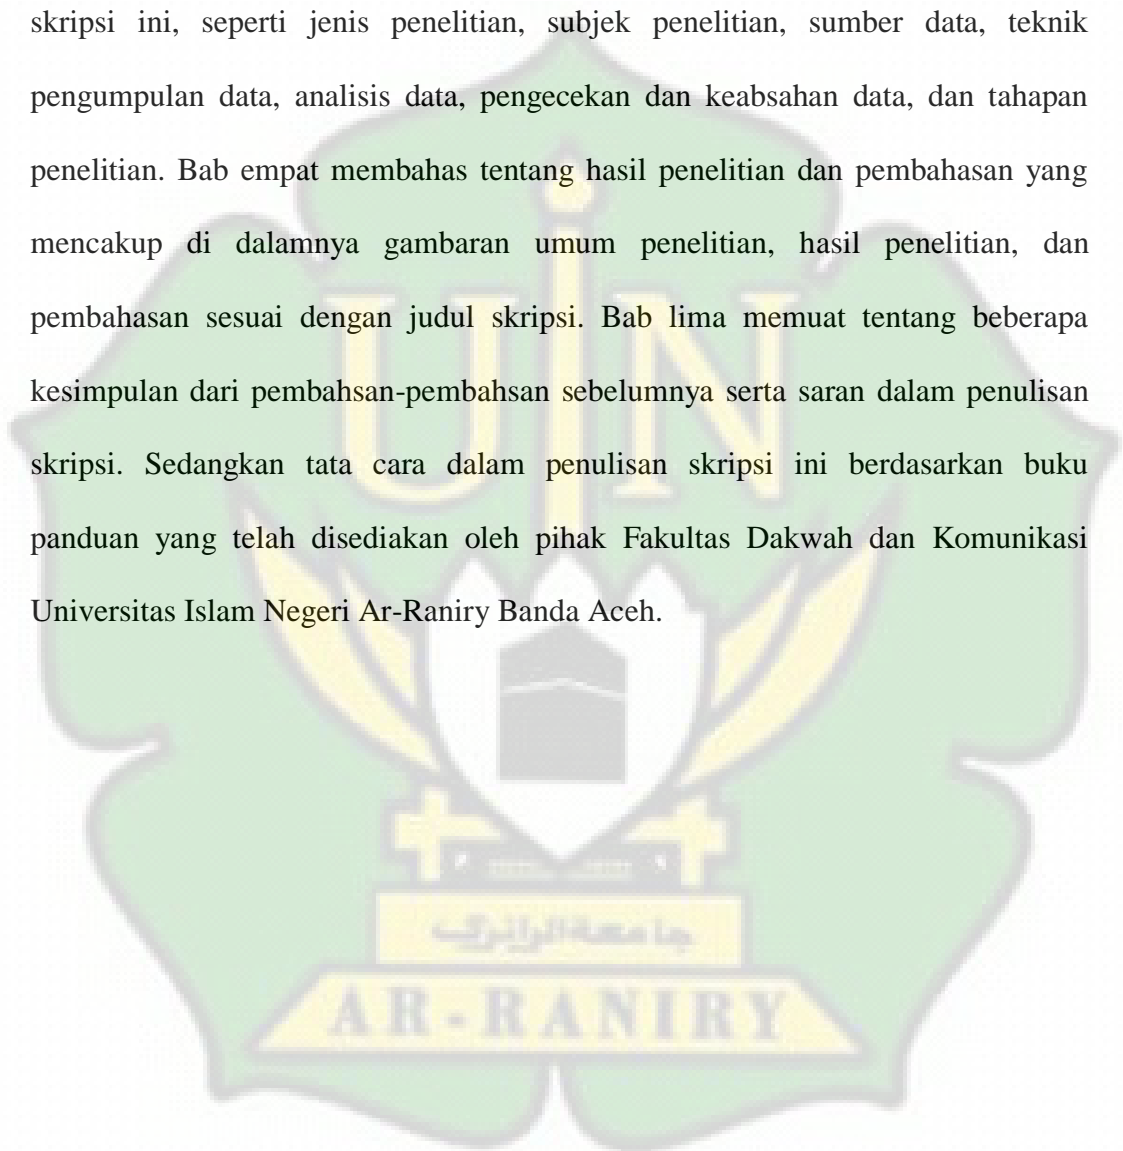 skripsi ini, seperti jenis penelitian, subjek penelitian, sumber data, teknik
pengumpulan data, analisis data, pengecekan dan keabsahan data, dan tahapan
penelitian. Bab empat membahas tentang hasil penelitian dan pembahasan yang
mencakup di dalamnya gambaran umum penelitian, hasil penelitian, dan
pembahasan sesuai dengan judul skripsi. Bab lima memuat tentang beberapa
kesimpulan dari pembahsan-pembahsan sebelumnya serta saran dalam penulisan
skripsi. Sedangkan tata cara dalam penulisan skripsi ini berdasarkan buku
panduan yang telah disediakan oleh pihak Fakultas Dakwah dan Komunikasi
Universitas Islam Negeri Ar-Raniry Banda Aceh.
UIN
جامعة الرانري
AR-RANIRY